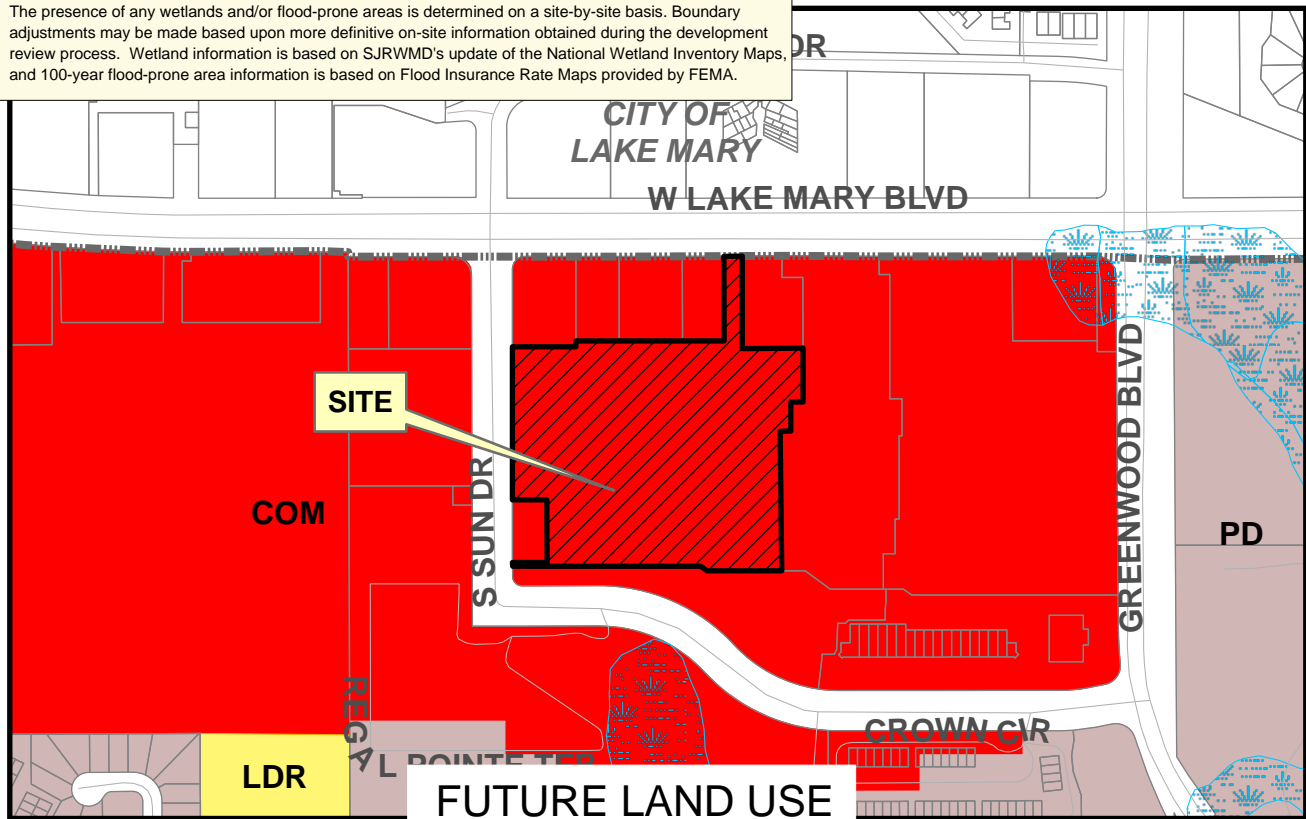 The presence of any wetlands and/or flood-prone areas is determined on a site-by-site basis. Boundary
adjustments may be made based upon more definitive on-site information obtained during the development
review process. Wetland information is based on SJRWMD's update of the National Wetland Inventory Maps,
and 100-year flood-prone area information is based on Flood Insurance Rate Maps provided by FEMA.
DR
CITY OF
LAKE MARY
W LAKE MARY BLVD
SITE
COM
S SUN DR
GREENWOOD BLVD
PD
REGAL POINTE TER
CROWN CIR
LDR
FUTURE LAND USE